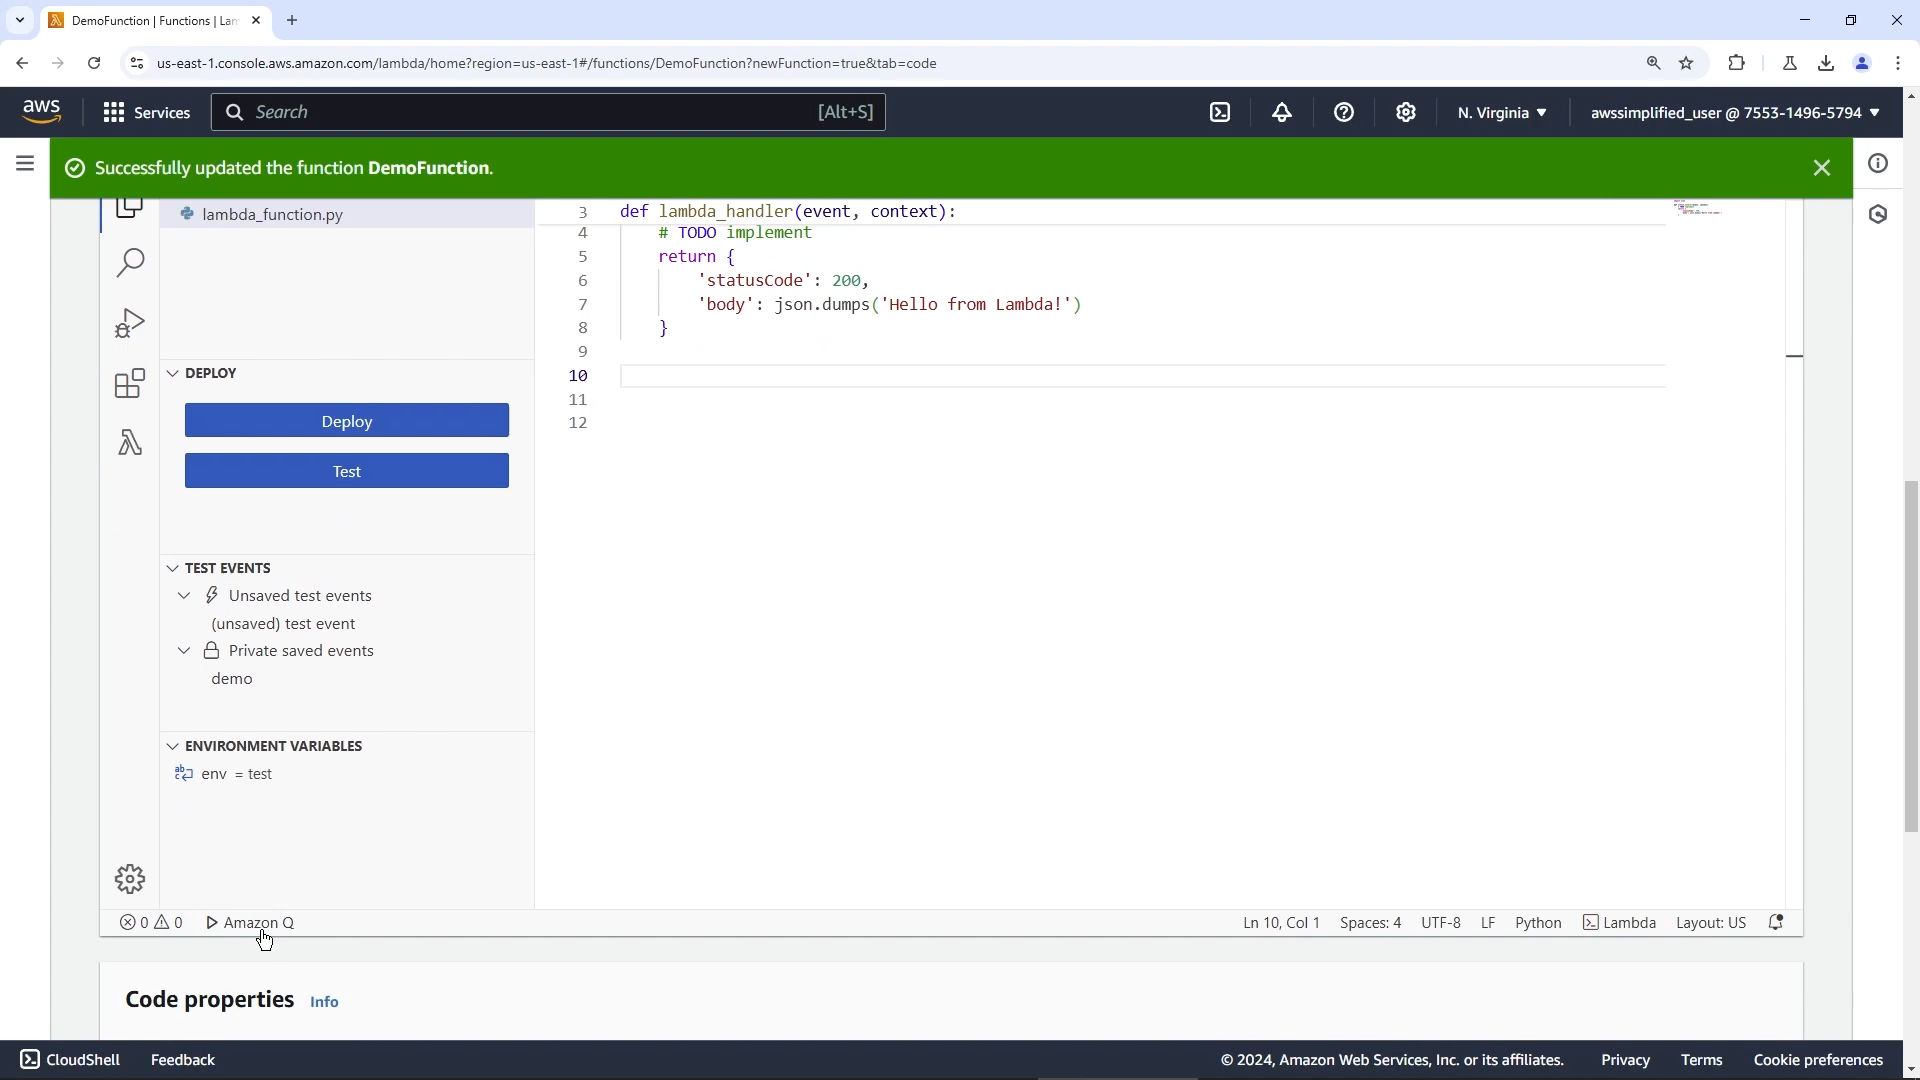 DemoFunction | Functions | Lam
us-east-1.console.aws.amazon.com/lambda/home?region=us-east-1#/functions/DemoFunction?newFunction=true&tab=code
aws
Services
Search
[Alt+S]
N. Virginia
awssimplified_user @ 7553-1496-5794
Successfully updated the function DemoFunction.
lambda_function.py
3 def lambda_handler(event, context):
4 # TODO implement
5 return {
6 'statusCode': 200,
7 'body': json.dumps('Hello from Lambda!')
8 }
9
10
11
12
DEPLOY
Deploy
Test
TEST EVENTS
Unsaved test events
(unsaved) test event
Private saved events
demo
ENVIRONMENT VARIABLES
env = test
0 0 Amazon Q
Ln 10, Col 1 Spaces: 4 UTF-8 LF Python Lambda Layout: US
Code properties Info
CloudShell Feedback
© 2024, Amazon Web Services, Inc. or its affiliates. Privacy Terms Cookie preferences